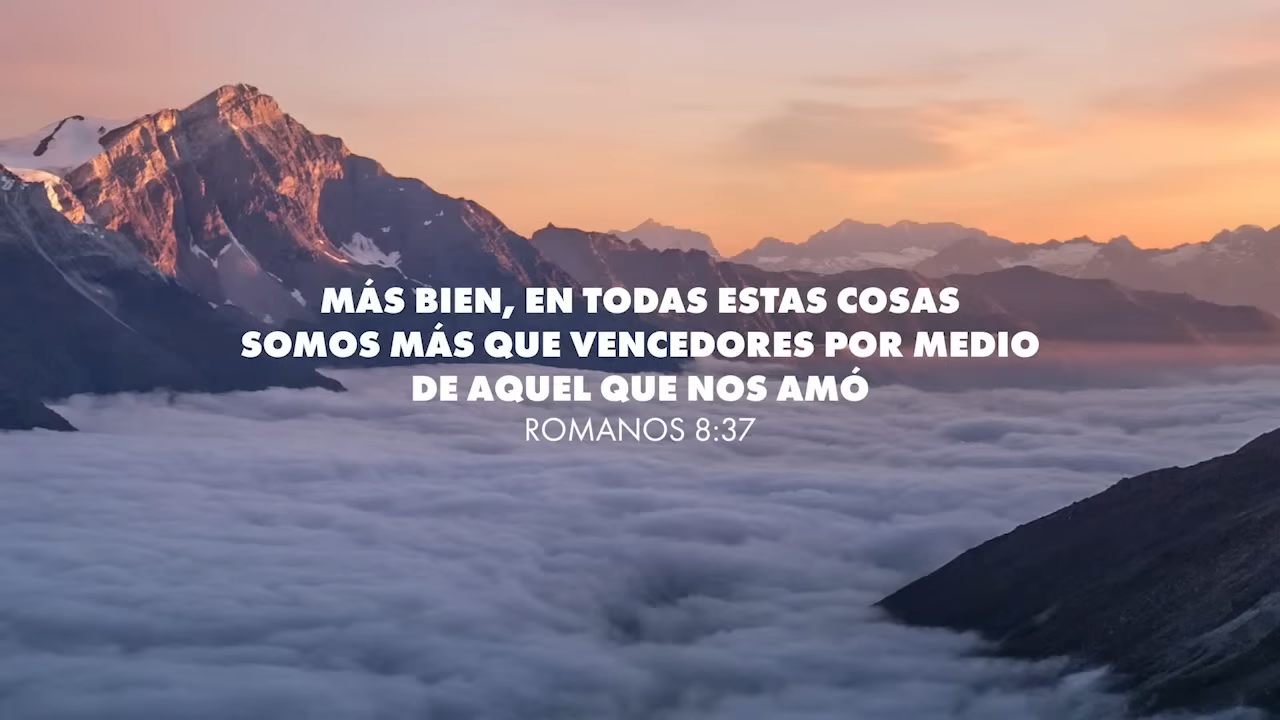 MÁS BIEN, EN TODAS ESTAS COSAS
SOMOS MÁS QUE VENCEDORES POR MEDIO
DE AQUEL QUE NOS AMÓ
ROMANOS 8:37